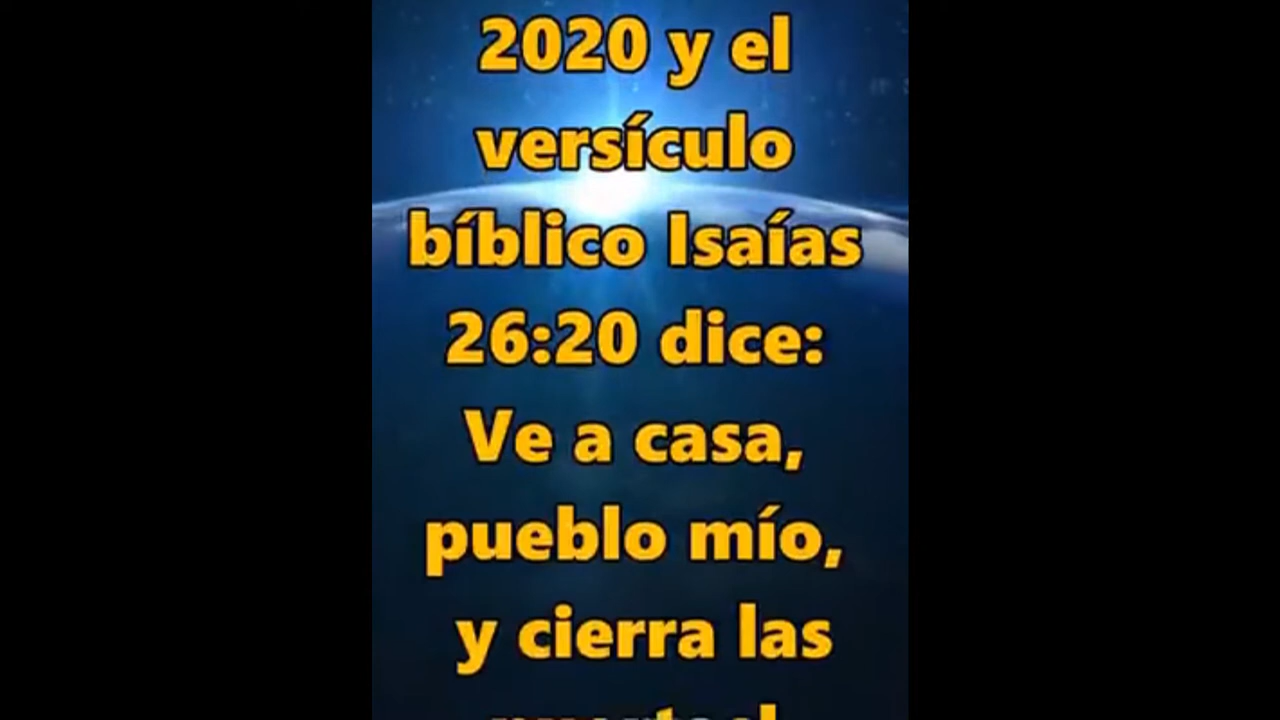 2020 y el
versículo
bíblico Isaías
26:20 dice:
Ve a casa,
pueblo mío,
y cierra las